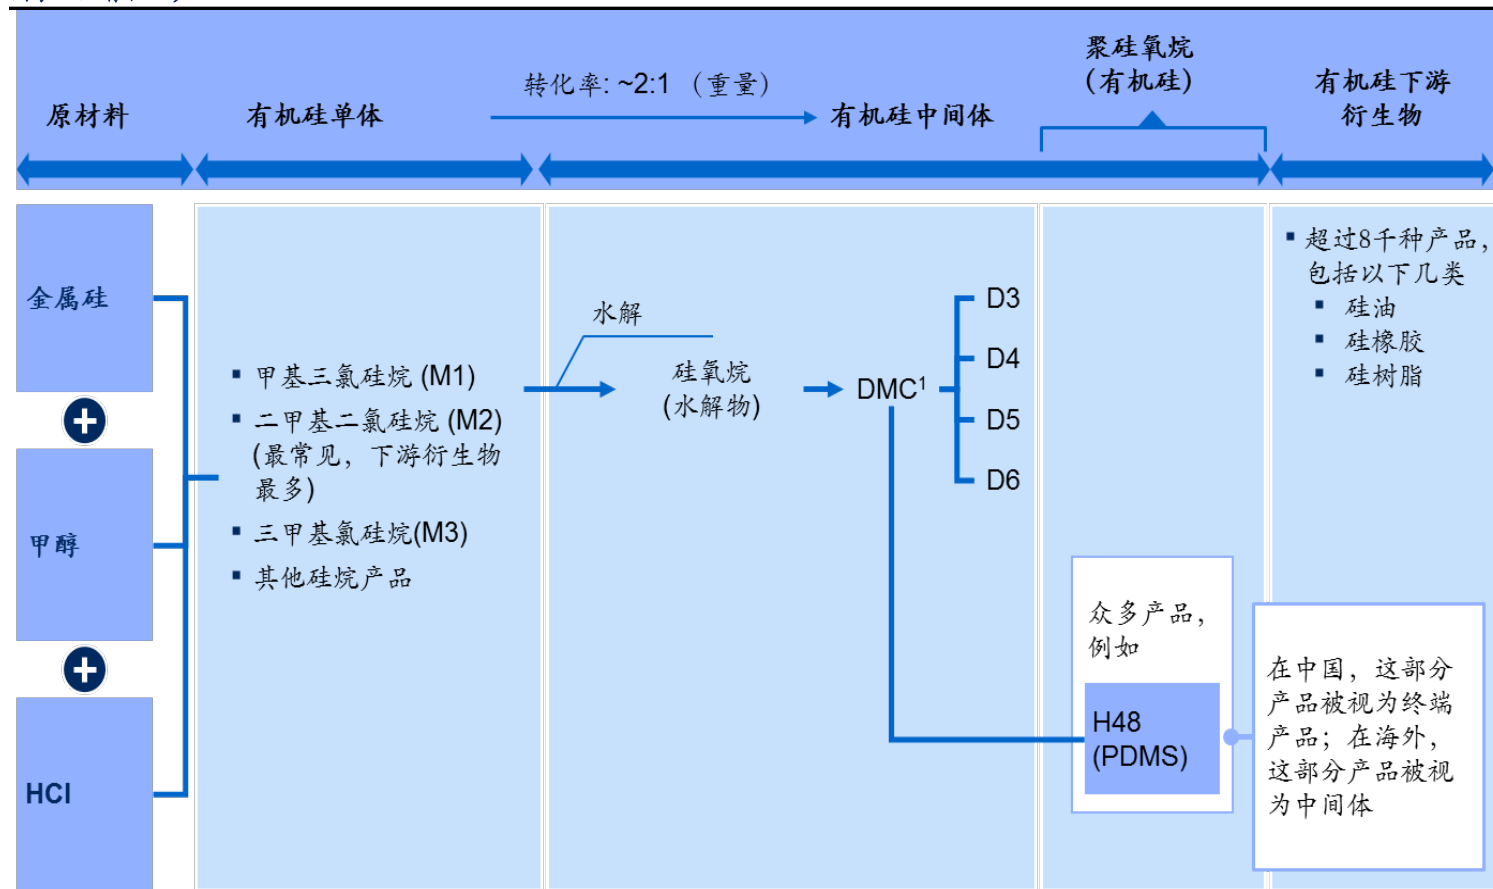 原材料
有机硅单体
转化率: ~2:1 （重量）
有机硅中间体
聚硅氧烷
(有机硅)
有机硅下游
衍生物
金属硅
甲醇
HCl
▪ 甲基三氯硅烷 (M1)
▪ 二甲基二氯硅烷 (M2)
(最常见，下游衍生物
最多)
▪ 三甲基氯硅烷(M3)
▪ 其他硅烷产品
水解
硅氧烷
(水解物)
DMC¹
D3
D4
D5
D6
众多产品，
例如
H48
(PDMS)
▪ 超过8千种产品，
包括以下几类
▪ 硅油
▪ 硅橡胶
▪ 硅树脂
在中国，这部分
产品被视为终端
产品；在海外，
这部分产品被视
为中间体